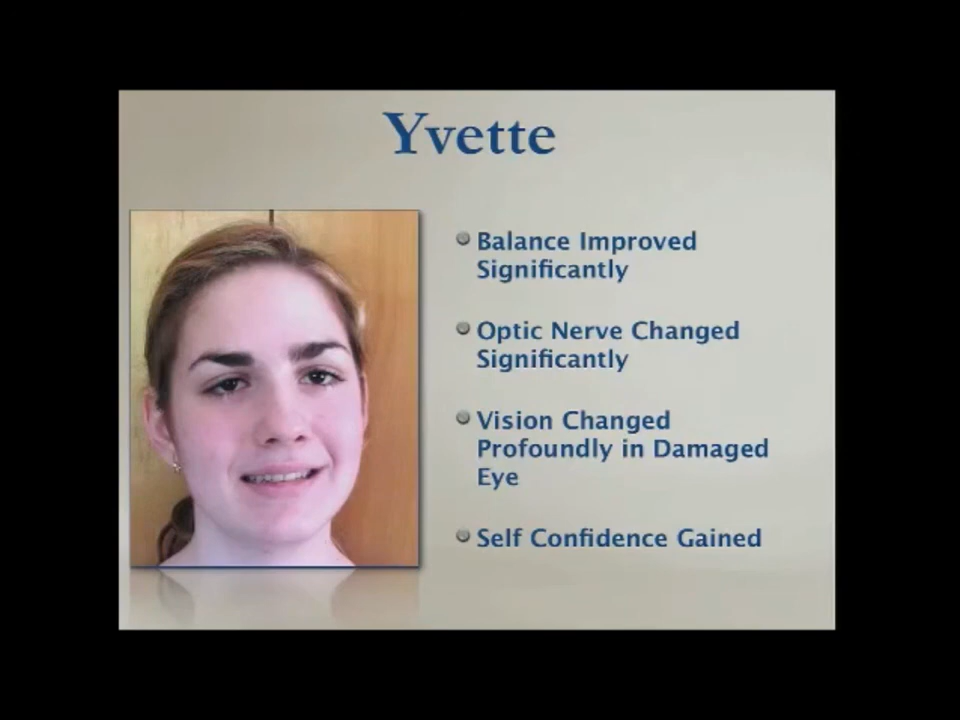 Yvette
Balance Improved
Significantly
Optic Nerve Changed
Significantly
Vision Changed
Profoundly in Damaged
Eye
Self Confidence Gained